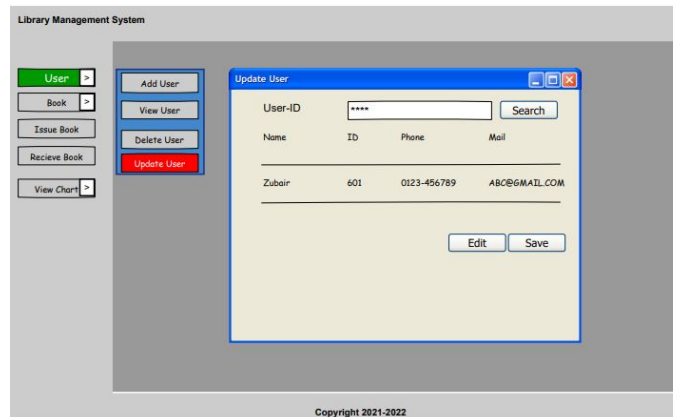 Library Management System
User >
Book >
Issue Book
Recieve Book
View Chart >
Add User
View User
Delete User
Update User
Update User
User-ID **** Search
Name ID Phone Mail
Zubair 601 0123-456789 ABC@GMAIL.COM
Edit Save
Copyright 2021-2022